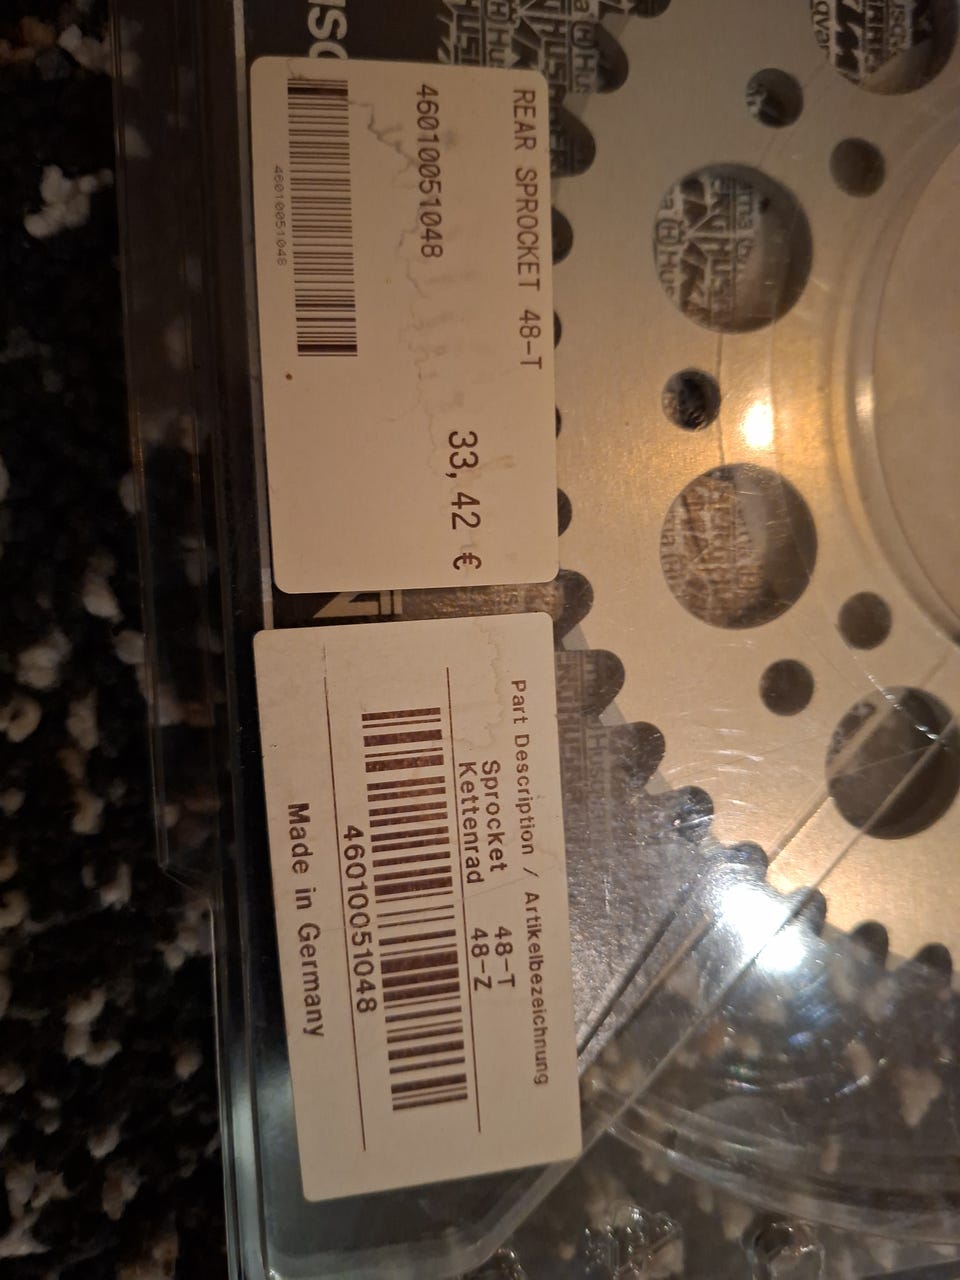 REAR SPROCKET 48-T
46010051048
33,42 €
46010051048
Part Description / Artikelbezeichnung
Sprocket 48-T
Kettenrad 48-Z
46010051048
Made in Germany